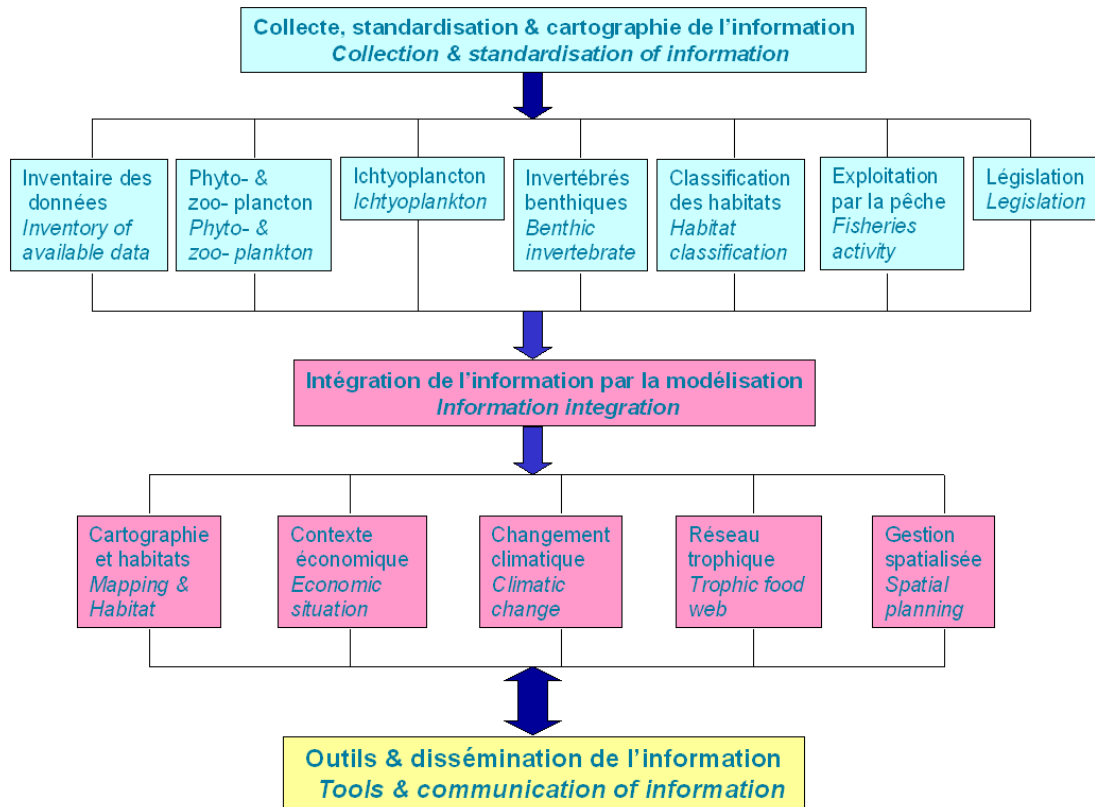 Collecte, standardisation & cartographie de l'information
Collection & standardisation of information
Inventaire des
données
Inventory of
available data
Phyto- &
zoo- plancton
Phyto- &
zoo- plankton
Ichtyoplancton
Ichtyoplankton
Invertébrés
benthiques
Benthic
invertebrate
Classification
des habitats
Habitat
classification
Exploitation
par la pêche
Fisheries
activity
Législation
Legislation
Intégration de l'information par la modélisation
Information integration
Cartographie
et habitats
Mapping &
Habitat
Contexte
économique
Economic
situation
Changement
climatique
Climatic
change
Réseau
trophique
Trophic food
web
Gestion
spatialisée
Spatial
planning
Outils & dissémination de l'information
Tools & communication of information